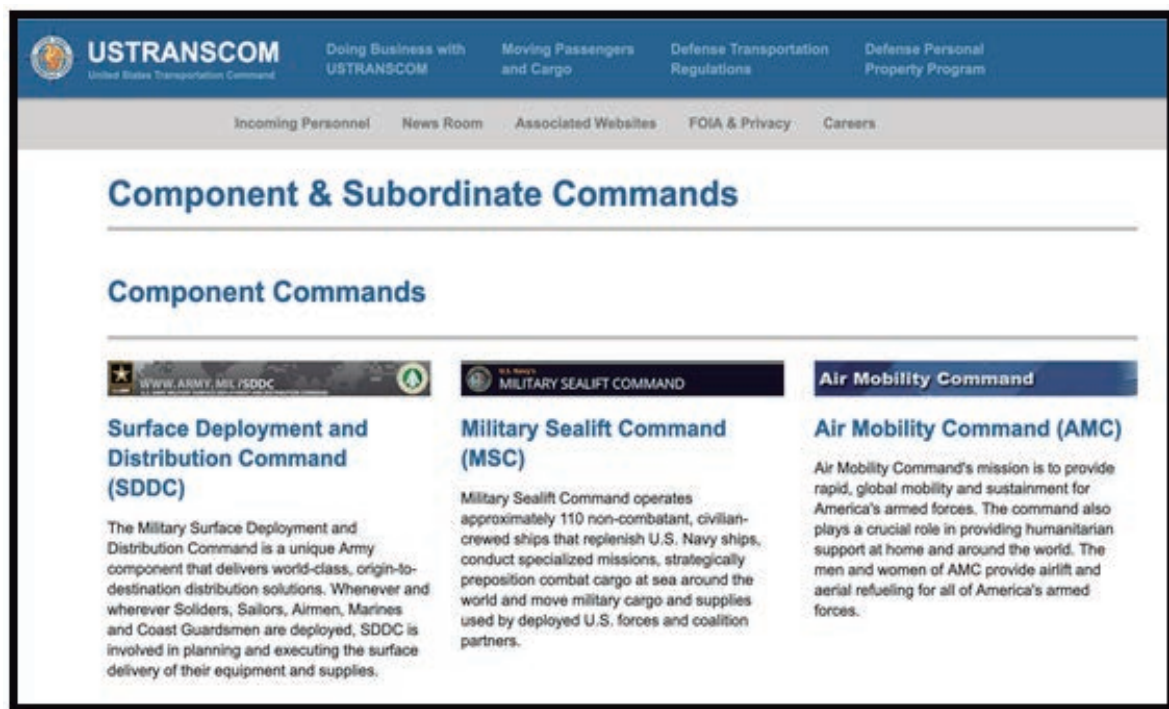 USTRANSCOM
United States Transportation Command
Doing Business with
USTRANSCOM
Moving Passengers
and Cargo
Defense Transportation
Regulations
Defense Personal
Property Program
Incoming Personnel News Room Associated Websites FOIA & Privacy Careers
Component & Subordinate Commands
Component Commands
WWW.ARMY.MIL/SDDC
U.S. ARMY MILITARY SURFACE DEPLOYMENT AND DISTRIBUTION COMMAND
Surface Deployment and
Distribution Command
(SDDC)
The Military Surface Deployment and
Distribution Command is a unique Army
component that delivers world-class, origin-to-
destination distribution solutions. Whenever and
wherever Soliders, Sailors, Airmen, Marines
and Coast Guardsmen are deployed, SDDC is
involved in planning and executing the surface
delivery of their equipment and supplies.
U.S. Navy's
MILITARY SEALIFT COMMAND
Military Sealift Command
(MSC)
Military Sealift Command operates
approximately 110 non-combatant, civilian-
crewed ships that replenish U.S. Navy ships,
conduct specialized missions, strategically
preposition combat cargo at sea around the
world and move military cargo and supplies
used by deployed U.S. forces and coalition
partners.
Air Mobility Command
Air Mobility Command (AMC)
Air Mobility Command's mission is to provide
rapid, global mobility and sustainment for
America's armed forces. The command also
plays a crucial role in providing humanitarian
support at home and around the world. The
men and women of AMC provide airlift and
aerial refueling for all of America's armed
forces.